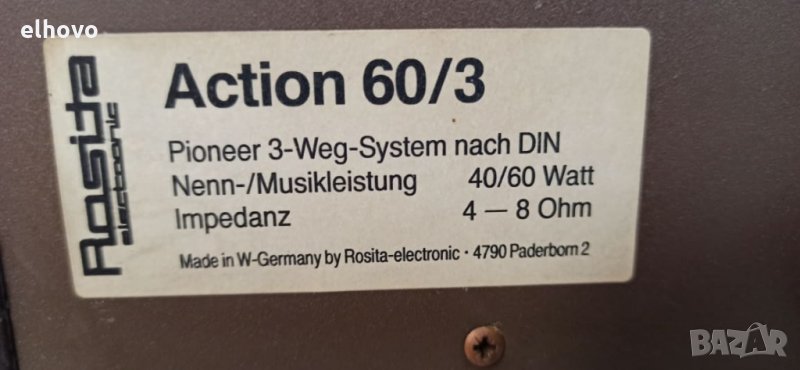 elhovo
Rosita
electronic
Action 60/3
Pioneer 3-Weg-System nach DIN
Nenn-/Musikleistung 40/60 Watt
Impedanz 4 — 8 Ohm
Made in W-Germany by Rosita-electronic · 4790 Paderborn 2
BAZAR